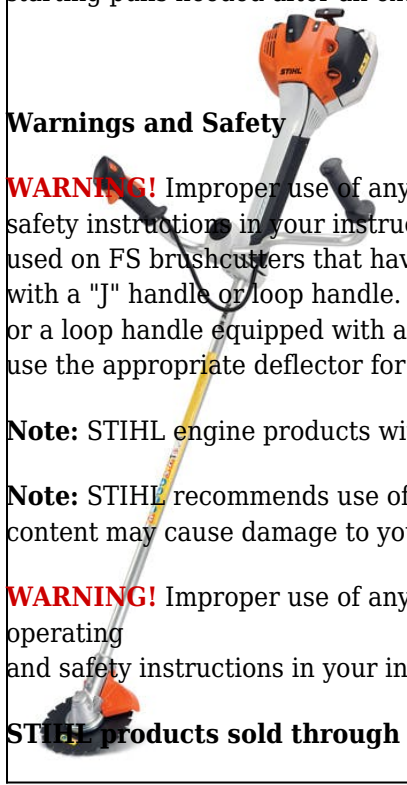 starting pulls needed after an en
STIHL
Warnings and Safety
WARNING! Improper use of any
safety instructions in your instruc
used on FS brushcutters that hav
with a "J" handle or loop handle.
or a loop handle equipped with a
use the appropriate deflector for
Note: STIHL engine products wi
Note: STIHL recommends use of
content may cause damage to you
WARNING! Improper use of any
operating
and safety instructions in your in
STIHL products sold through